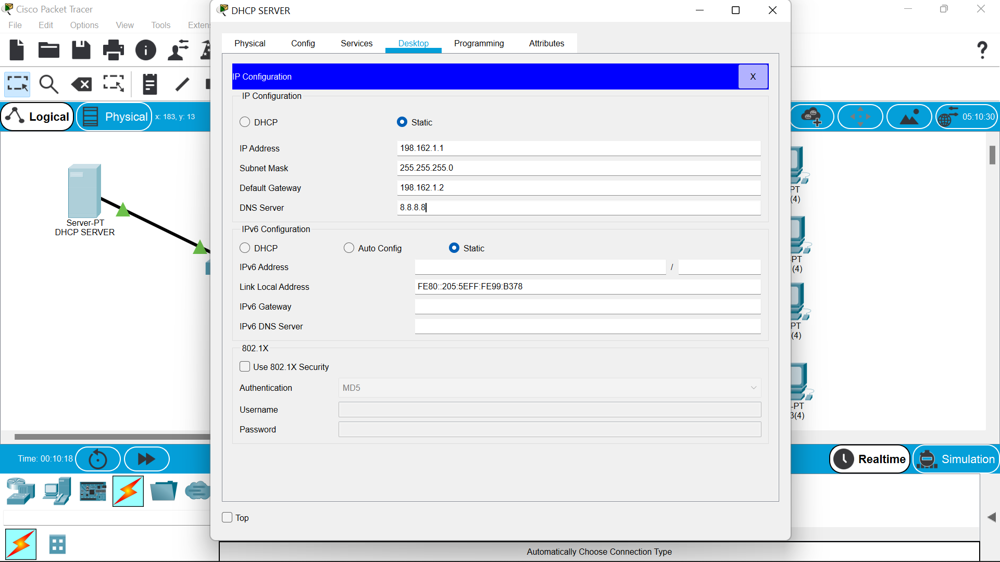 Cisco Packet Tracer
File Edit Options View Tools Exten
Logical
Physical
x: 183, y: 13
05:10:30
Server-PT
DHCP SERVER
DHCP SERVER
Physical Config Services Desktop Programming Attributes
IP Configuration
X
IP Configuration
DHCP
Static
IP Address 198.162.1.1
Subnet Mask 255.255.255.0
Default Gateway 198.162.1.2
DNS Server 8.8.8.8
IPv6 Configuration
DHCP
Auto Config
Static
IPv6 Address /
Link Local Address FE80::205:5EFF:FE99:B378
IPv6 Gateway
IPv6 DNS Server
802.1X
Use 802.1X Security
Authentication MD5
Username
Password
Top
PT
(4)
-PT
(4)
PT
(4)
-PT
3(4)
Time: 00:10:18
Realtime
Simulation
Automatically Choose Connection Type